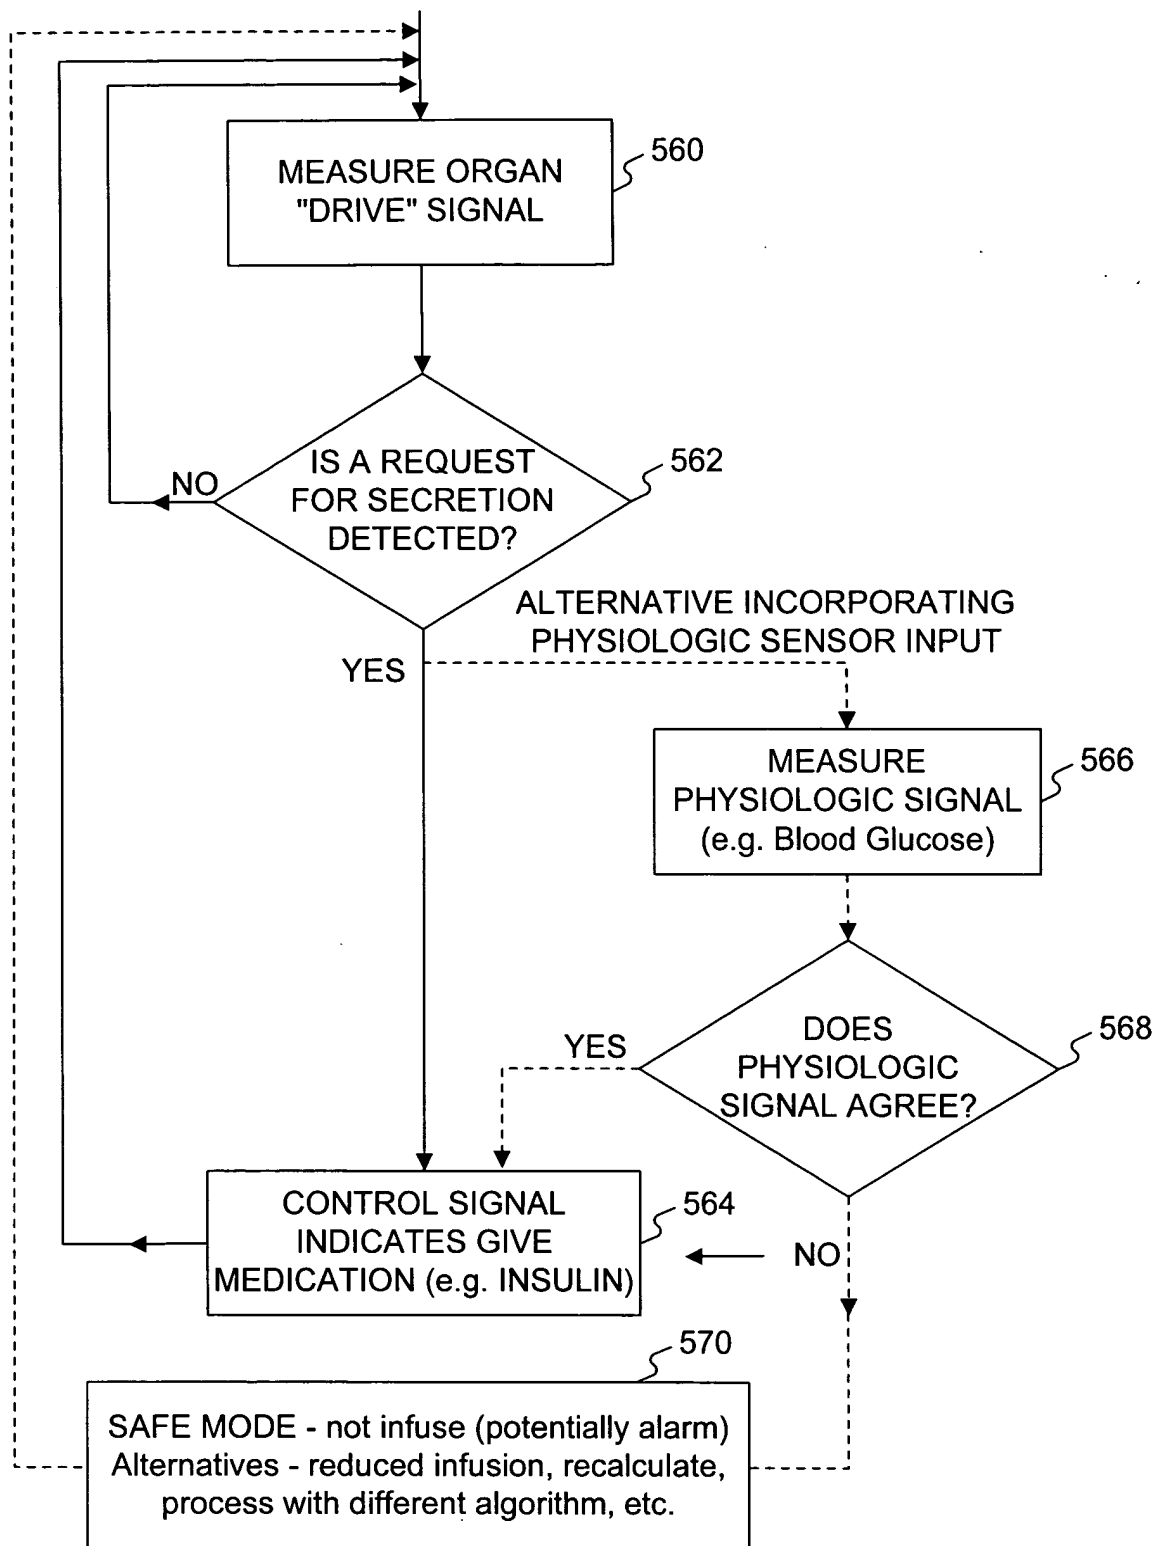 MEASURE ORGAN
"DRIVE" SIGNAL
560
IS A REQUEST
FOR SECRETION
DETECTED?
562
NO
YES
ALTERNATIVE INCORPORATING
PHYSIOLOGIC SENSOR INPUT
MEASURE
PHYSIOLOGIC SIGNAL
(e.g. Blood Glucose)
566
DOES
PHYSIOLOGIC
SIGNAL AGREE?
568
YES
NO
CONTROL SIGNAL
INDICATES GIVE
MEDICATION (e.g. INSULIN)
564
570
SAFE MODE - not infuse (potentially alarm)
Alternatives - reduced infusion, recalculate,
process with different algorithm, etc.